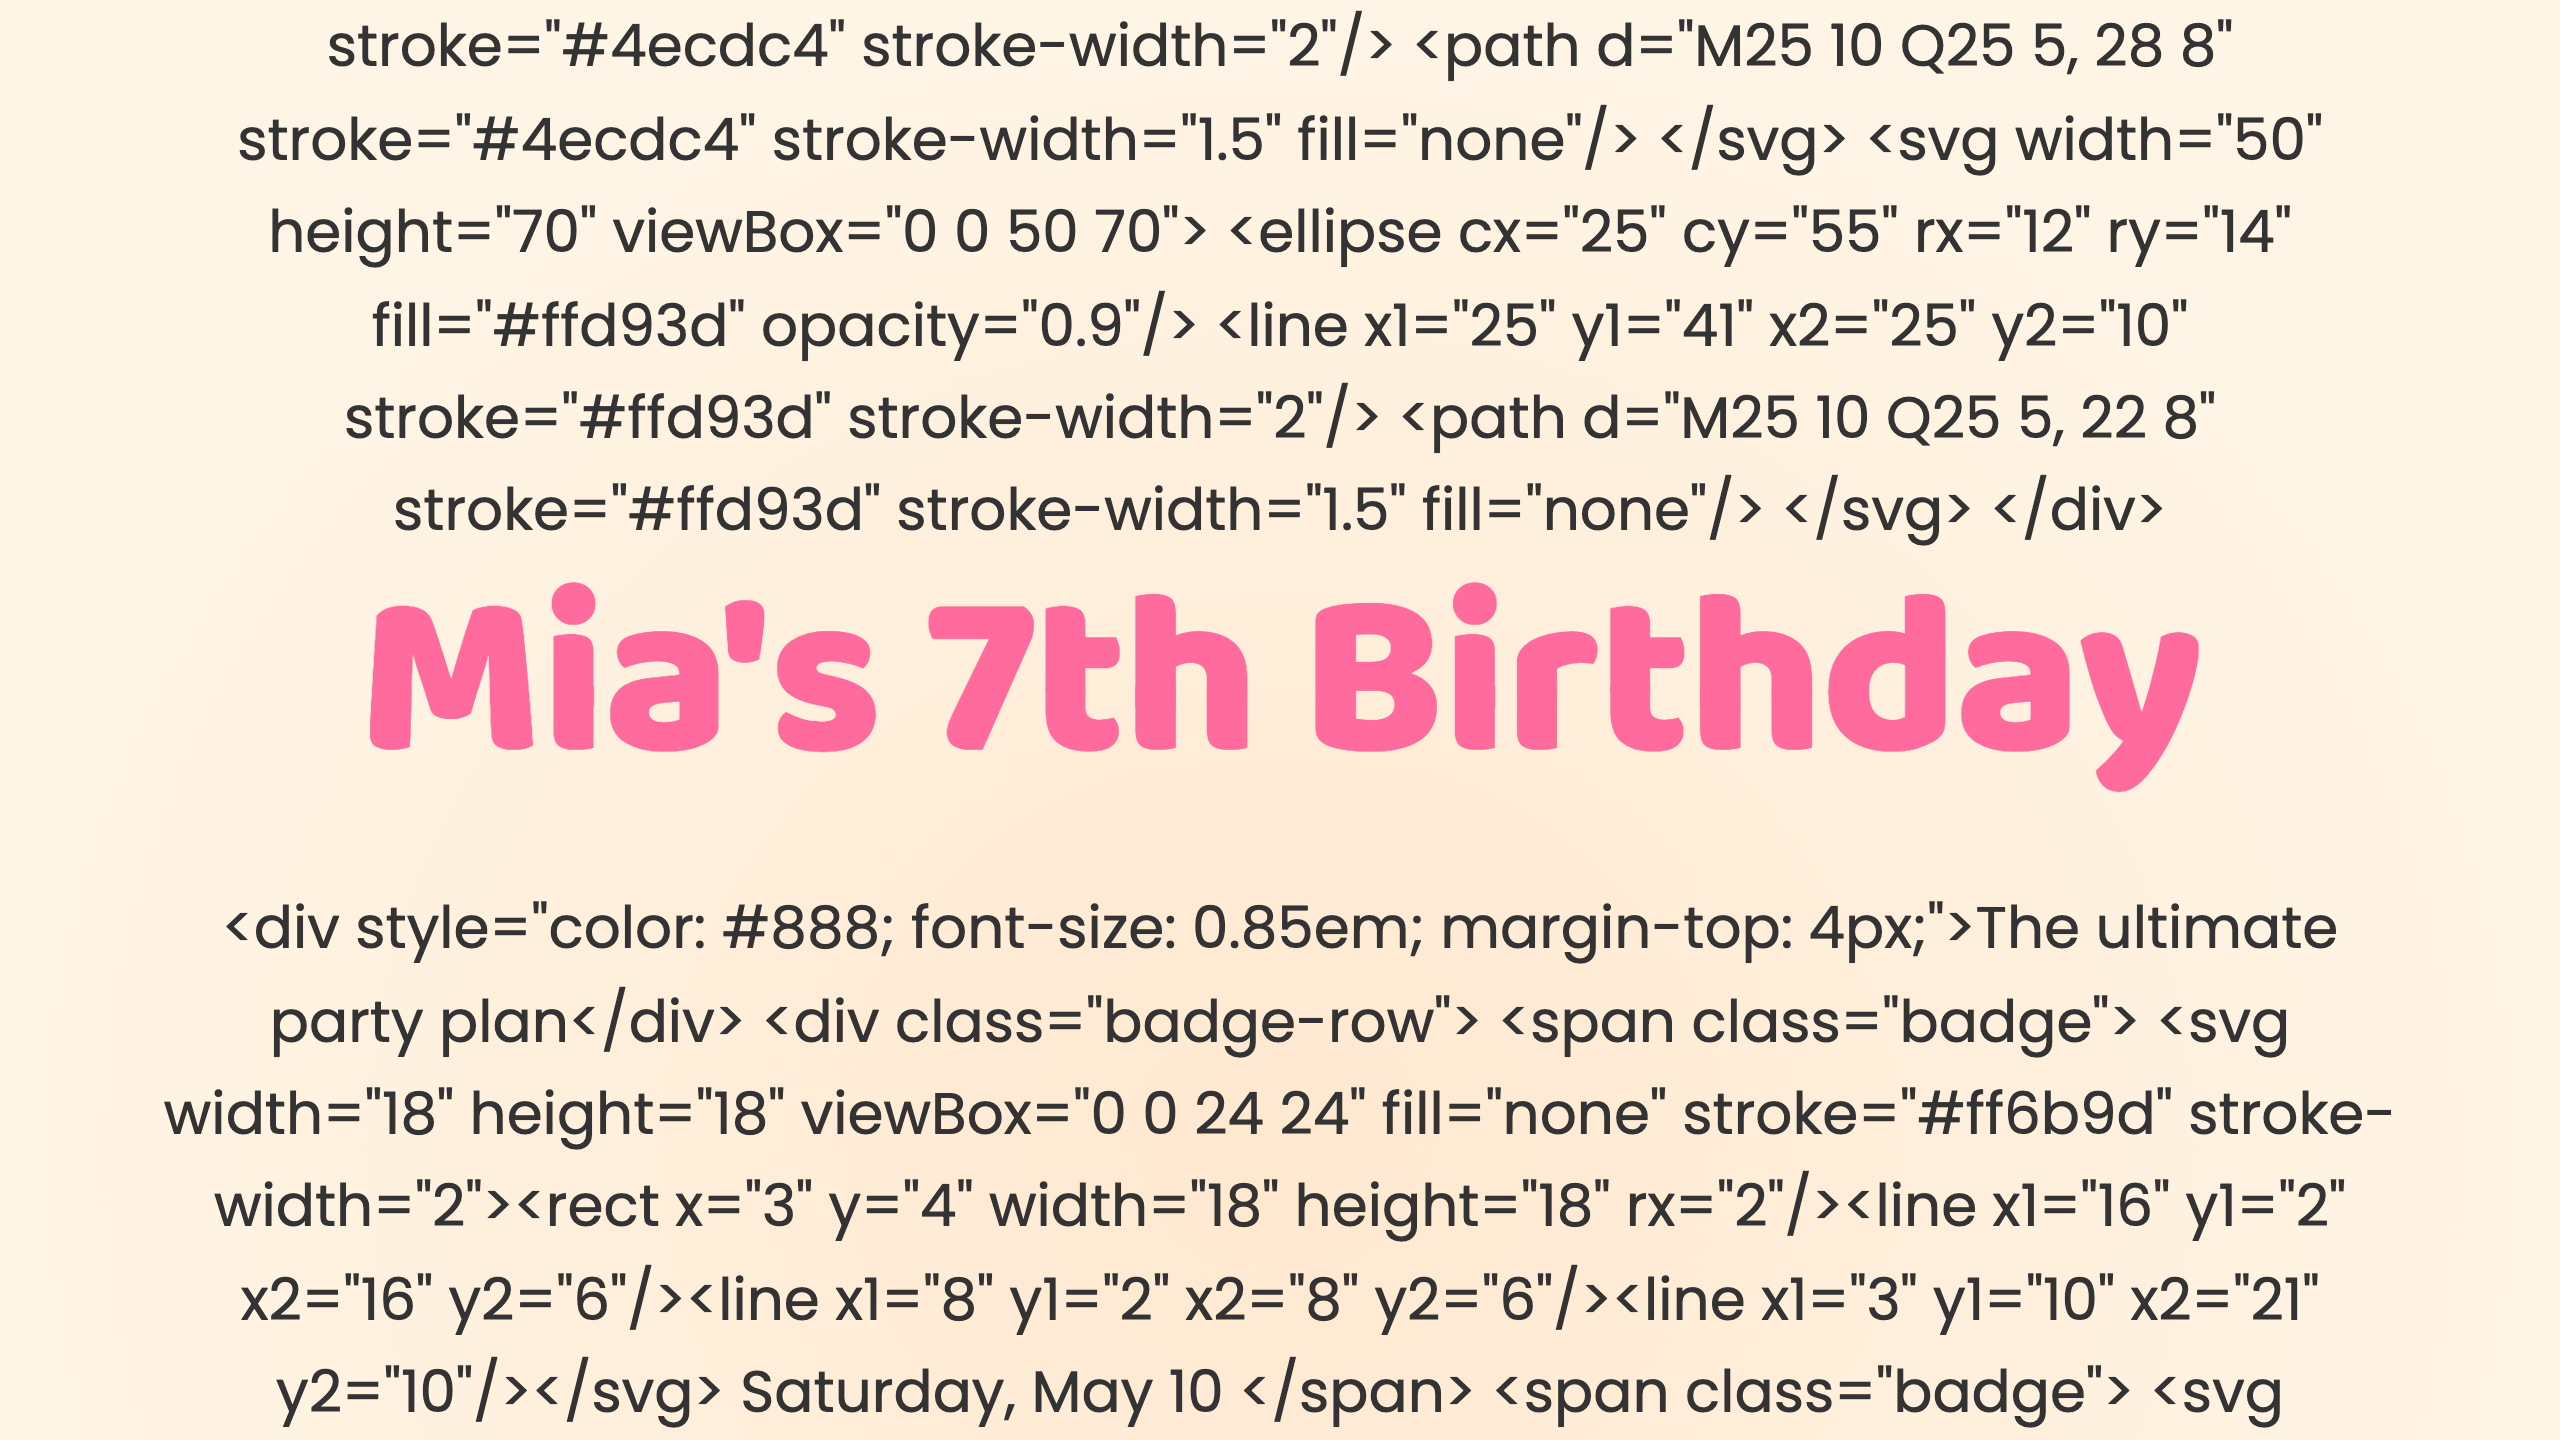 stroke="#4ecdc4" stroke-width="2"/> <path d="M25 10 Q25 5, 28 8"
stroke="#4ecdc4" stroke-width="1.5" fill="none"/> </svg> <svg width="50"
height="70" viewBox="0 0 50 70"> <ellipse cx="25" cy="55" rx="12" ry="14"
fill="#ffd93d" opacity="0.9"/> <line x1="25" y1="41" x2="25" y2="10"
stroke="#ffd93d" stroke-width="2"/> <path d="M25 10 Q25 5, 22 8"
stroke="#ffd93d" stroke-width="1.5" fill="none"/> </svg> </div>
Mia's 7th Birthday
<div style="color: #888; font-size: 0.85em; margin-top: 4px;">The ultimate
party plan</div> <div class="badge-row"> <span class="badge"> <svg
width="18" height="18" viewBox="0 0 24 24" fill="none" stroke="#ff6b9d" stroke-
width="2"><rect x="3" y="4" width="18" height="18" rx="2"/><line x1="16" y1="2"
x2="16" y2="6"/><line x1="8" y1="2" x2="8" y2="6"/><line x1="3" y1="10" x2="21"
y2="10"/></svg> Saturday, May 10 </span> <span class="badge"> <svg